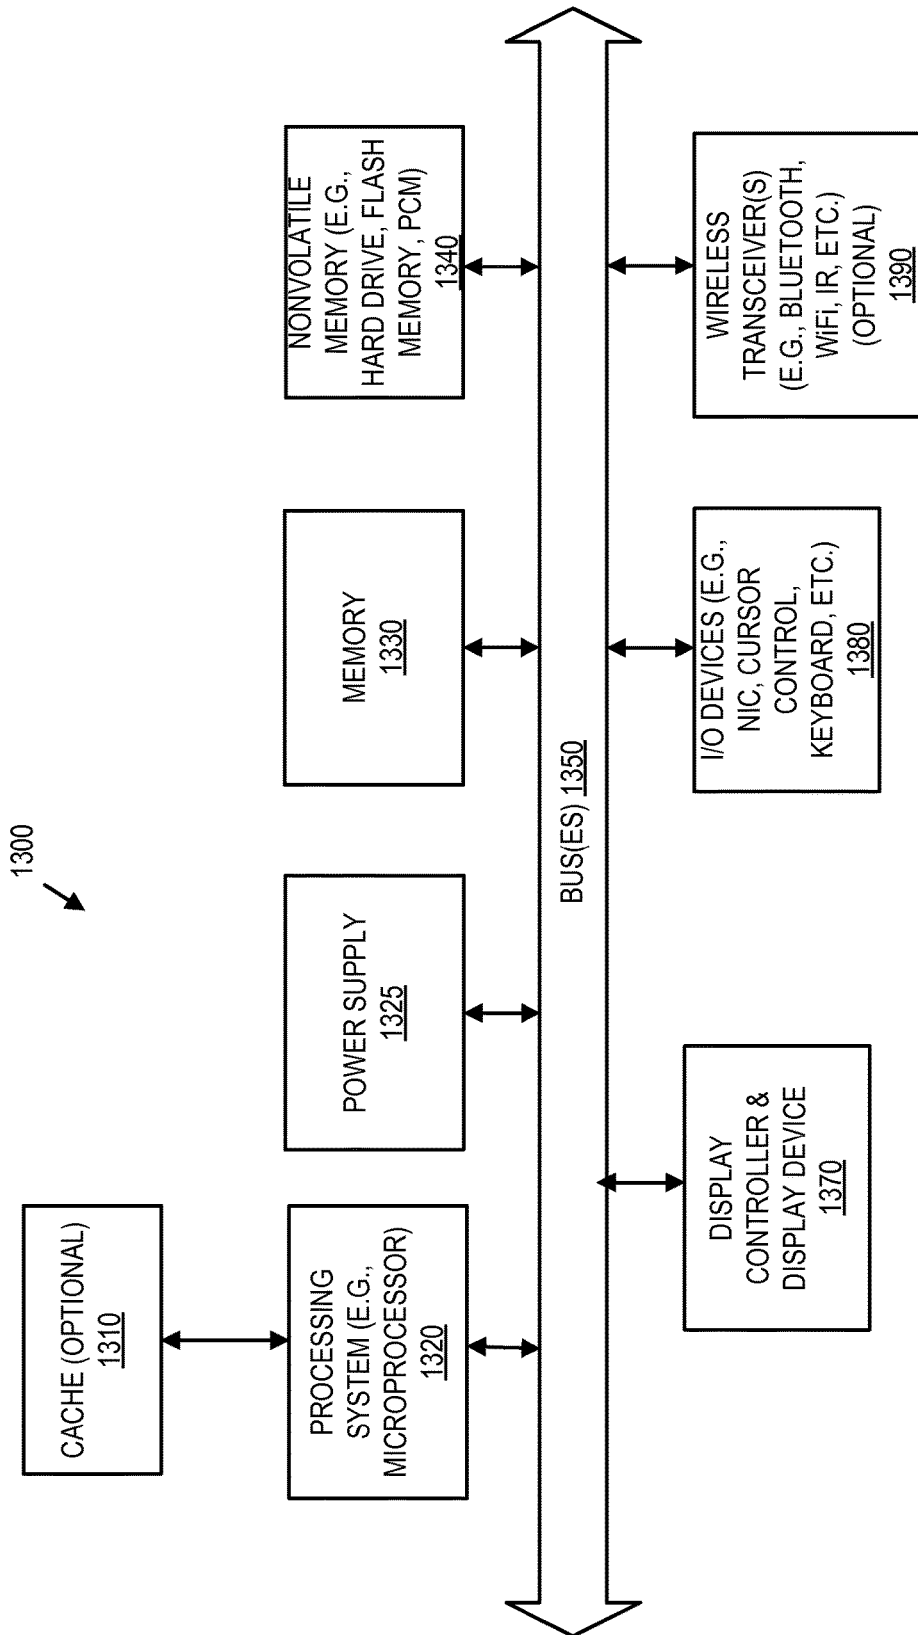 1300
CACHE (OPTIONAL)
1310
PROCESSING
SYSTEM (E.G.,
MICROPROCESSOR)
1320
POWER SUPPLY
1325
MEMORY
1330
NONVOLATILE
MEMORY (E.G.,
HARD DRIVE, FLASH
MEMORY, PCM)
1340
BUS(ES) 1350
DISPLAY
CONTROLLER &
DISPLAY DEVICE
1370
I/O DEVICES (E.G.,
NIC, CURSOR
CONTROL,
KEYBOARD, ETC.)
1380
WIRELESS
TRANSCEIVER(S)
(E.G., BLUETOOTH,
WiFi, IR, ETC.)
(OPTIONAL)
1390